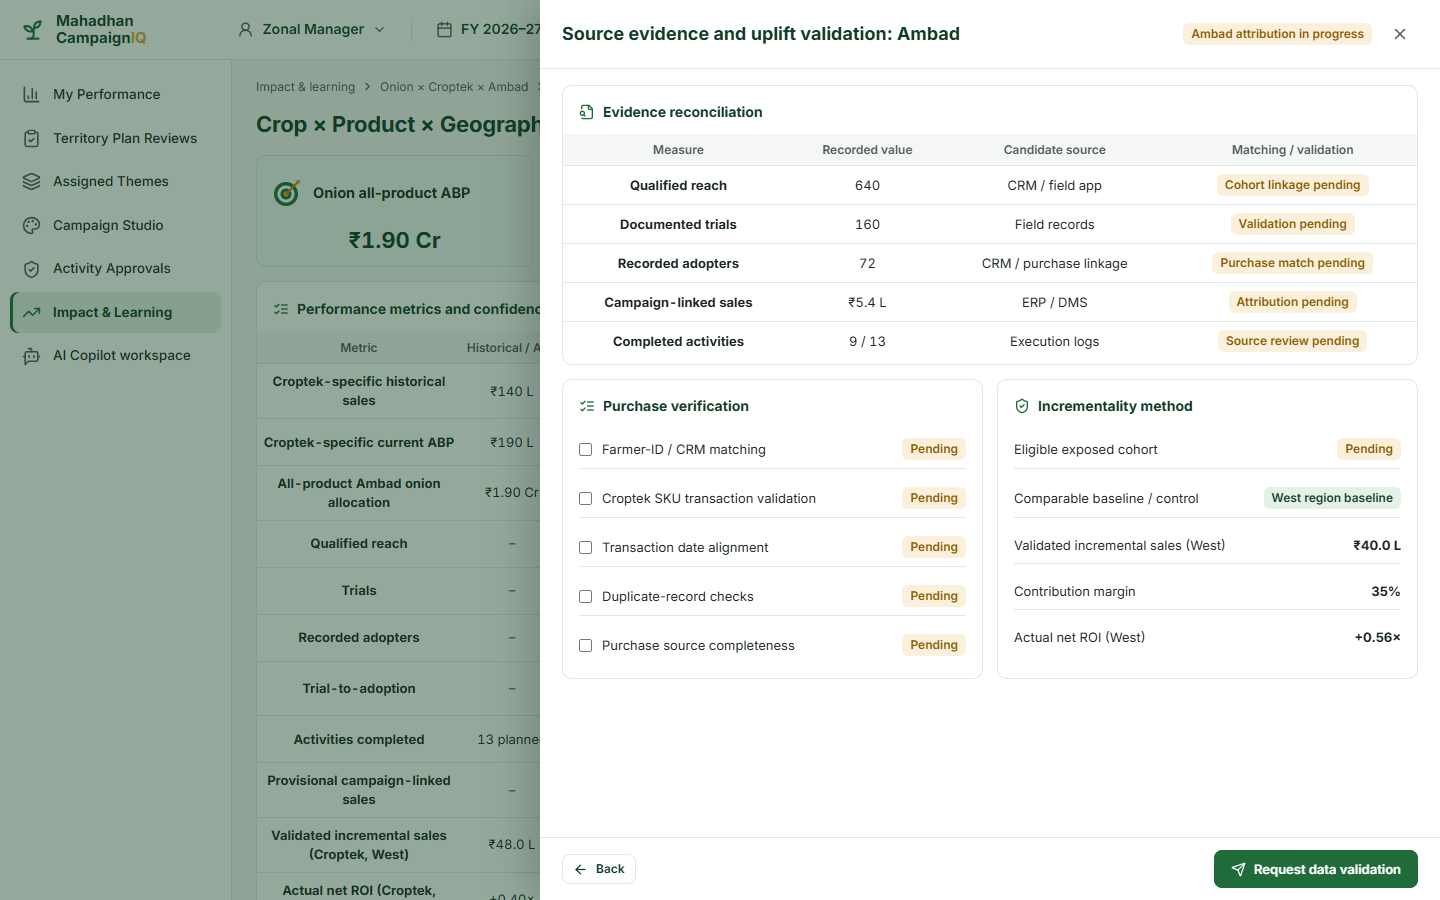 Mahadhan
CampaignIQ
Zonal Manager
FY 2026–27
My Performance
Territory Plan Reviews
Assigned Themes
Campaign Studio
Activity Approvals
Impact & Learning
AI Copilot workspace
Impact & learning > Onion × Croptek × Ambad
Crop × Product × Geograph
Onion all-product ABP
₹1.90 Cr
Performance metrics and confidenc
Metric Historical / A
Croptek-specific historical
sales
₹140 L
Croptek-specific current ABP ₹190 L
All-product Ambad onion
allocation
₹1.90 Cr
Qualified reach –
Trials –
Recorded adopters –
Trial-to-adoption –
Activities completed 13 planne
Provisional campaign-linked
sales
–
Validated incremental sales
(Croptek, West)
₹48.0 L
Actual net ROI (Croptek,
+0.40×
Source evidence and uplift validation: Ambad
Ambad attribution in progress
Evidence reconciliation
Measure Recorded value Candidate source Matching / validation
Qualified reach 640 CRM / field app Cohort linkage pending
Documented trials 160 Field records Validation pending
Recorded adopters 72 CRM / purchase linkage Purchase match pending
Campaign-linked sales ₹5.4 L ERP / DMS Attribution pending
Completed activities 9 / 13 Execution logs Source review pending
Purchase verification
Farmer-ID / CRM matching Pending
Croptek SKU transaction validation Pending
Transaction date alignment Pending
Duplicate-record checks Pending
Purchase source completeness Pending
Incrementality method
Eligible exposed cohort Pending
Comparable baseline / control West region baseline
Validated incremental sales (West) ₹40.0 L
Contribution margin 35%
Actual net ROI (West) +0.56×
Back
Request data validation